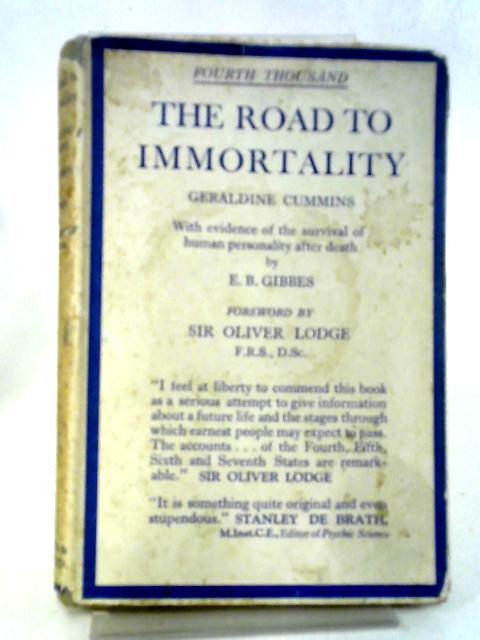 FOURTH THOUSAND
THE ROAD TO
IMMORTALITY
GERALDINE CUMMINS
With evidence of the survival of
human personality after death
by
E. B. GIBBES
FOREWORD BY
SIR OLIVER LODGE
F.R.S., D.Sc.
"I feel at liberty to commend this book
as a serious attempt to give information
about a future life and the stages through
which earnest people may expect to pass.
The accounts . . . of the Fourth, Fifth,
Sixth and Seventh States are remark-
able." SIR OLIVER LODGE
"It is something quite original and even
stupendous." STANLEY DE BRATH,
M.Inst.C.E., Editor of Psychic Science